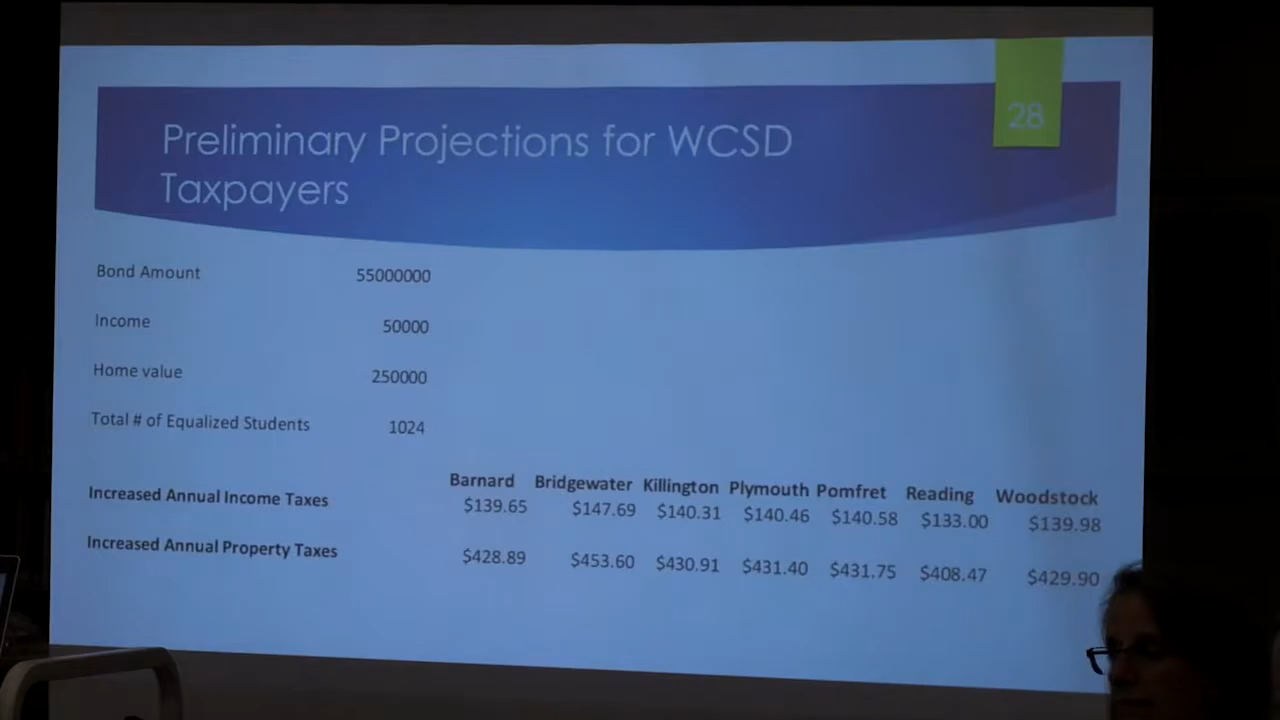 28
Preliminary Projections for WCSD
Taxpayers
Bond Amount 55000000
Income 50000
Home value 250000
Total # of Equalized Students 1024
Barnard Bridgewater Killington Plymouth Pomfret Reading Woodstock
Increased Annual Income Taxes $139.65 $147.69 $140.31 $140.46 $140.58 $133.00 $139.98
Increased Annual Property Taxes $428.89 $453.60 $430.91 $431.40 $431.75 $408.47 $429.90